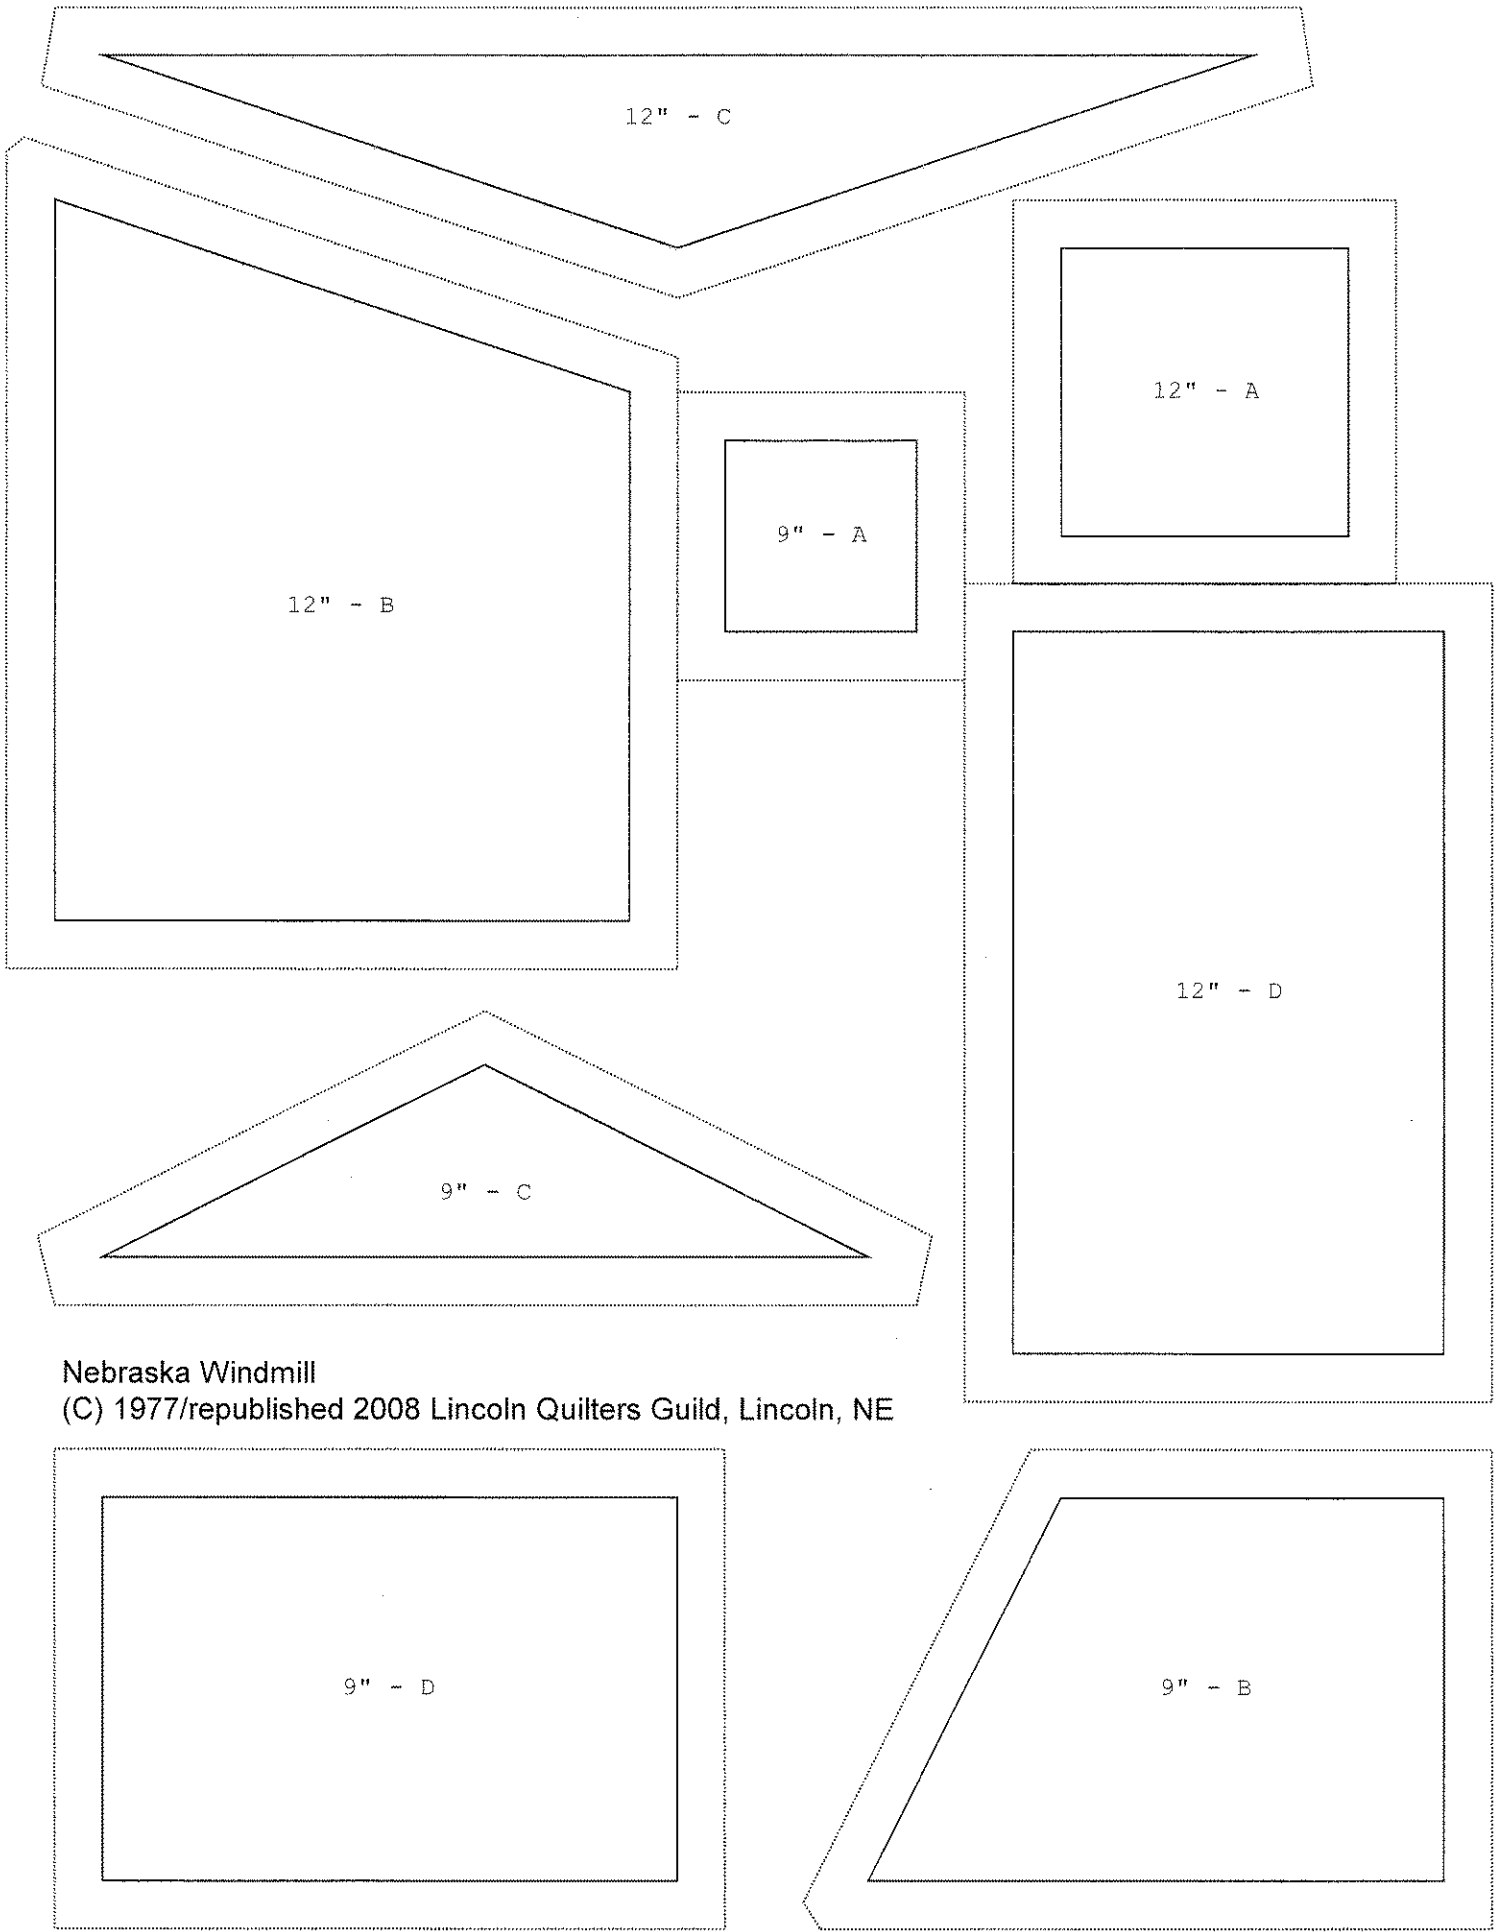 12" - C
12" - A
9" - A
12" - B
12" - D
9" - C
Nebraska Windmill
(C) 1977/republished 2008 Lincoln Quilters Guild, Lincoln, NE
9" - D
9" - B